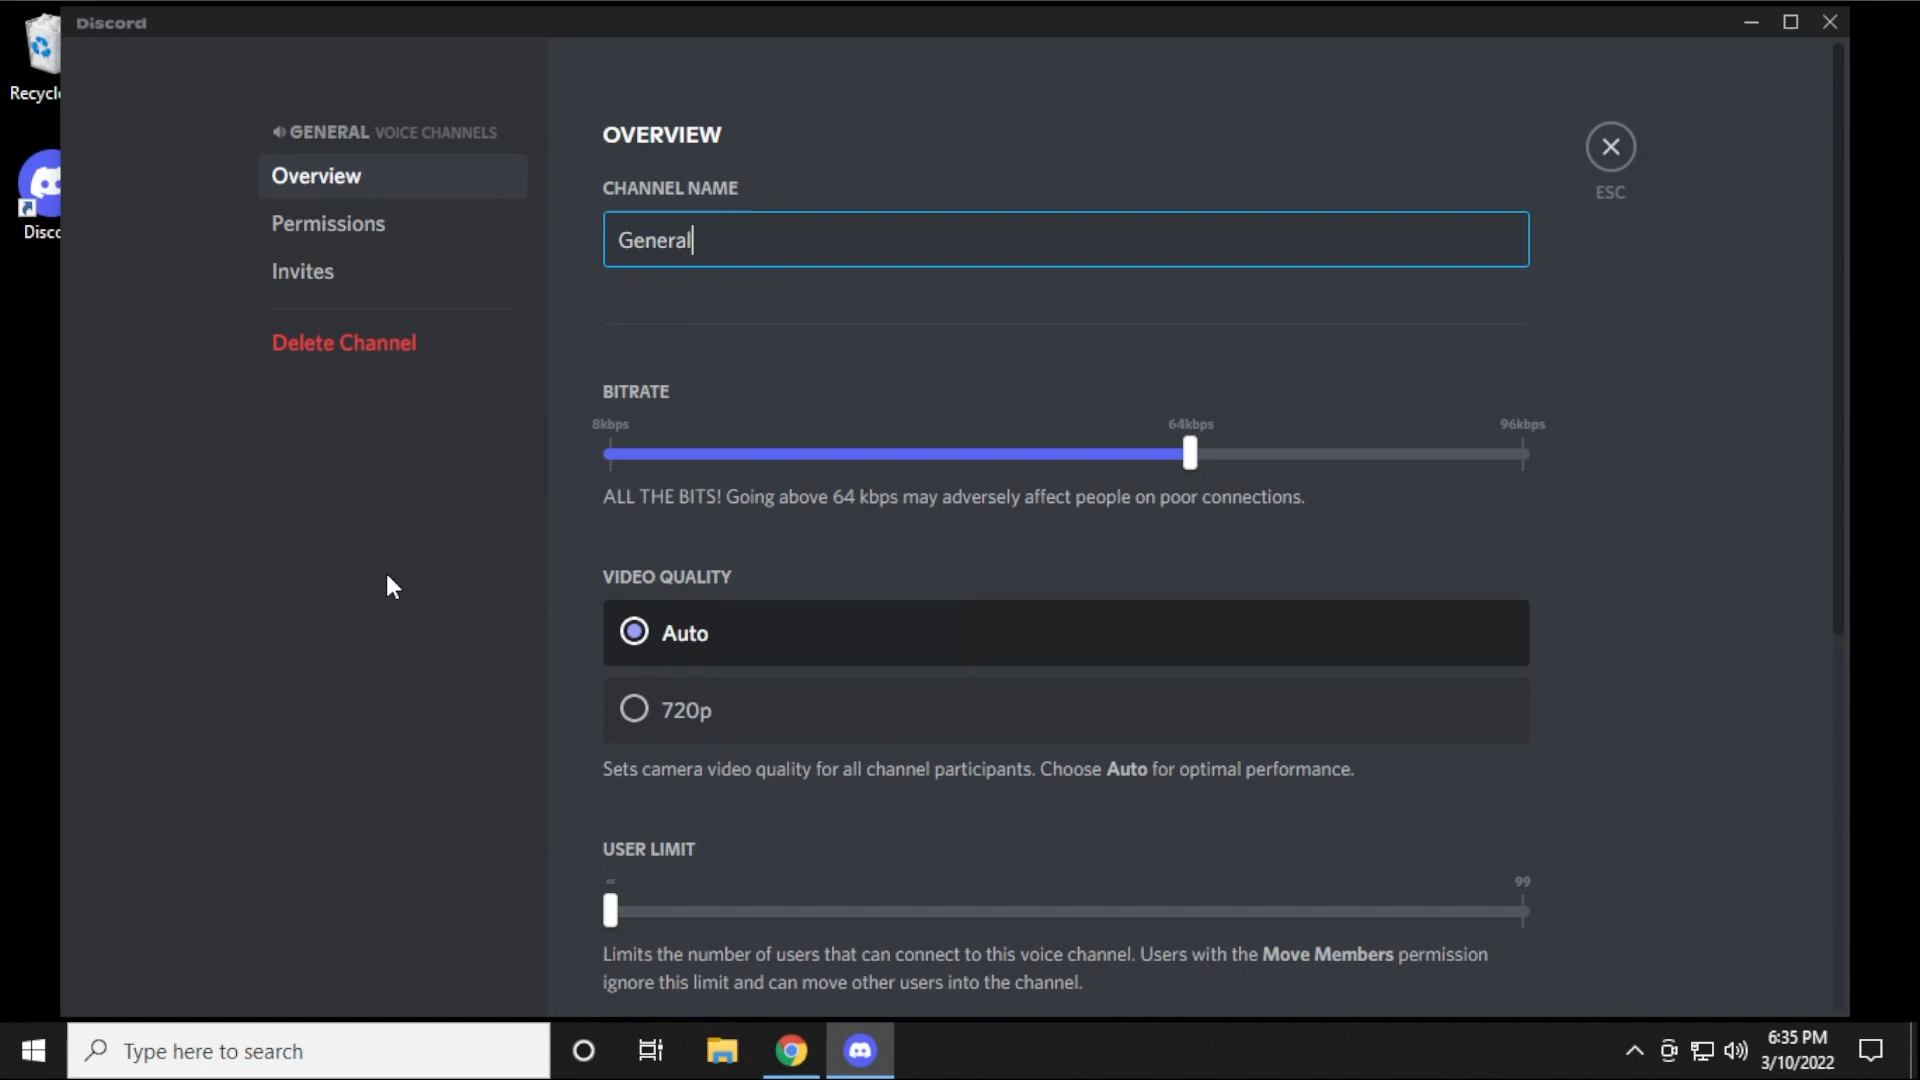 Discord
Recycl
Disco
GENERAL VOICE CHANNELS
Overview
Permissions
Invites
Delete Channel
OVERVIEW
ESC
CHANNEL NAME
General
BITRATE
8kbps 64kbps 96kbps
ALL THE BITS! Going above 64 kbps may adversely affect people on poor connections.
VIDEO QUALITY
Auto
720p
Sets camera video quality for all channel participants. Choose Auto for optimal performance.
USER LIMIT
∞ 99
Limits the number of users that can connect to this voice channel. Users with the Move Members permission
ignore this limit and can move other users into the channel.
Type here to search
6:35 PM
3/10/2022